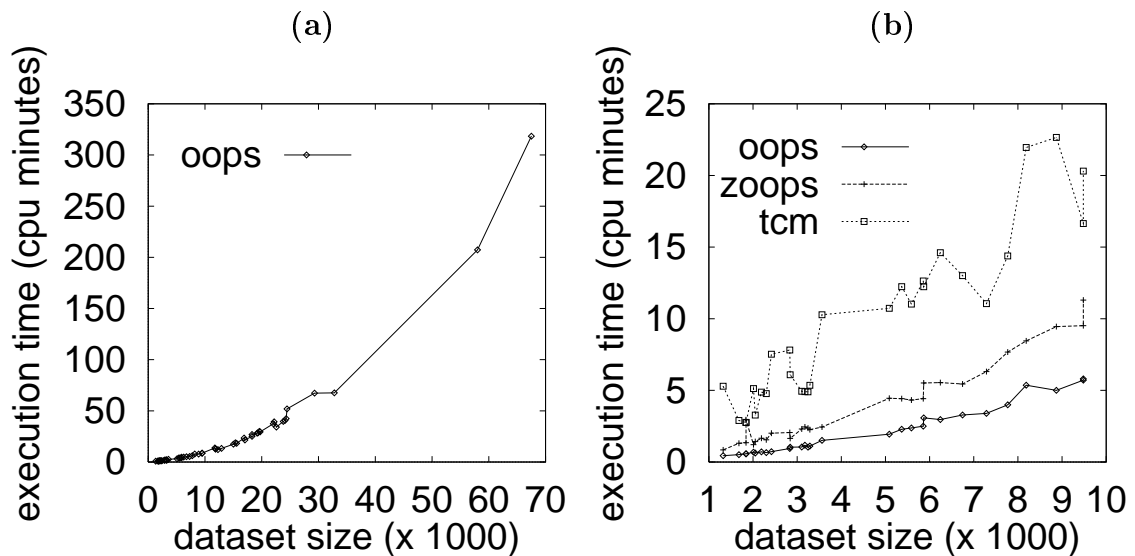 (a)
execution time (cpu minutes)
350
300
250
200
150
100
50
0
oops
0 10 20 30 40 50 60 70
dataset size (x 1000)
(b)
execution time (cpu minutes)
25
20
15
10
5
0
oops
zoops
tcm
1 2 3 4 5 6 7 8 9 10
dataset size (x 1000)